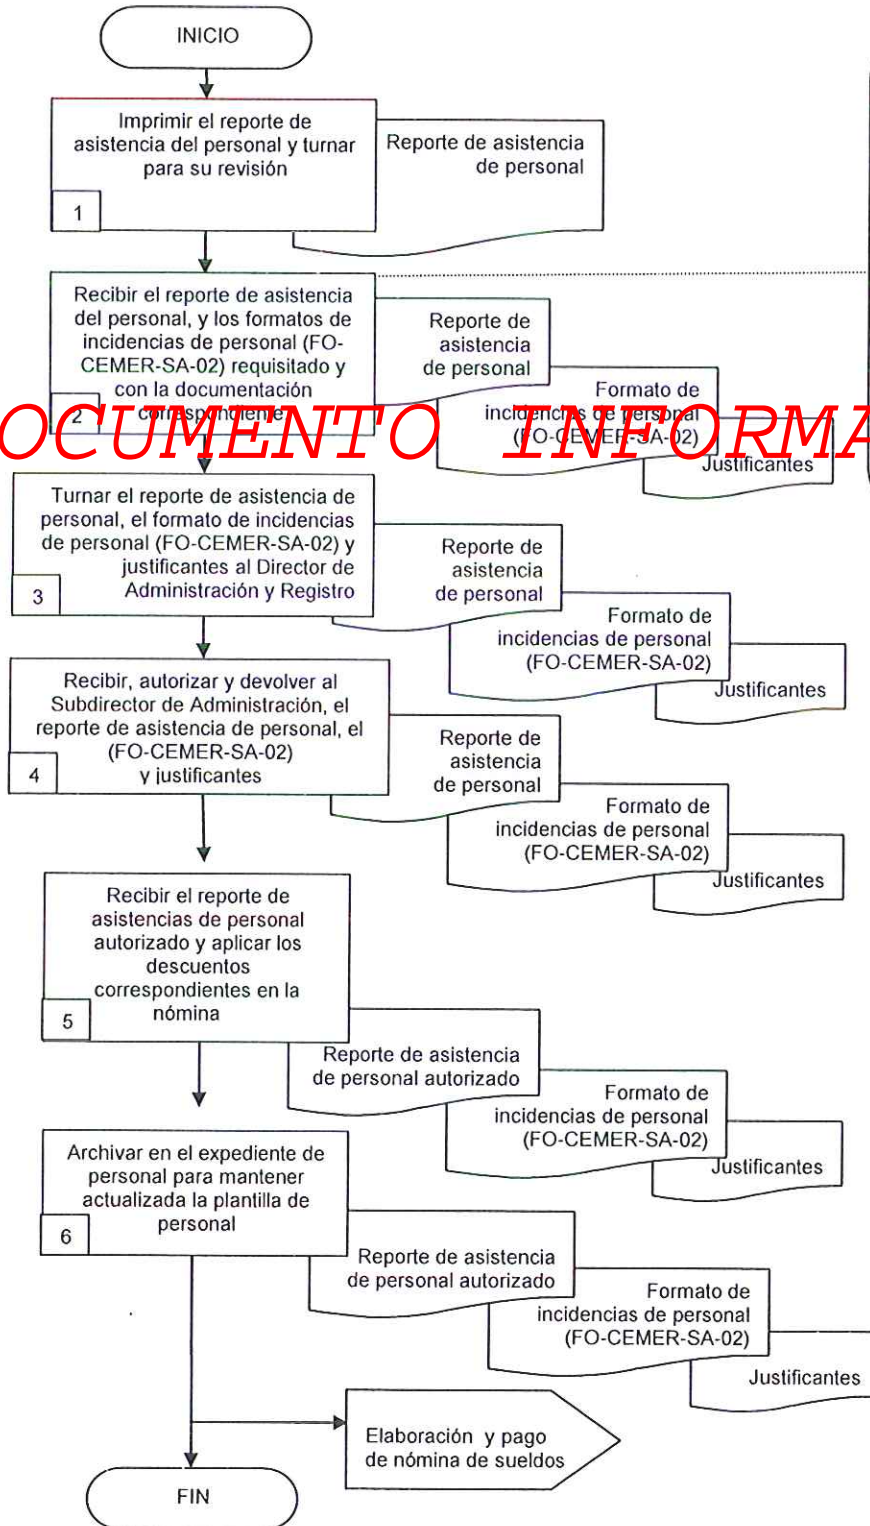 INICIO
Imprimir el reporte de
asistencia del personal y turnar
para su revisión
1
Reporte de asistencia
de personal
Recibir el reporte de asistencia
del personal, y los formatos de
incidencias de personal (FO-
CEMER-SA-02) requisitado y
con la documentación
correspondiente
2
Reporte de
asistencia
de personal
Formato de
incidencias de personal
(FO-CEMER-SA-02)
Justificantes
OCUMENTO INFORMA
Turnar el reporte de asistencia de
personal, el formato de incidencias
de personal (FO-CEMER-SA-02) y
justificantes al Director de
Administración y Registro
3
Reporte de
asistencia
de personal
Formato de
incidencias de personal
(FO-CEMER-SA-02)
Justificantes
Recibir, autorizar y devolver al
Subdirector de Administración, el
reporte de asistencia de personal, el
(FO-CEMER-SA-02)
y justificantes
4
Reporte de
asistencia
de personal
Formato de
incidencias de personal
(FO-CEMER-SA-02)
Justificantes
Recibir el reporte de
asistencias de personal
autorizado y aplicar los
descuentos
correspondientes en la
nómina
5
Reporte de asistencia
de personal autorizado
Formato de
incidencias de personal
(FO-CEMER-SA-02)
Justificantes
Archivar en el expediente de
personal para mantener
actualizada la plantilla de
personal
6
Reporte de asistencia
de personal autorizado
Formato de
incidencias de personal
(FO-CEMER-SA-02)
Justificantes
Elaboración y pago
de nómina de sueldos
FIN